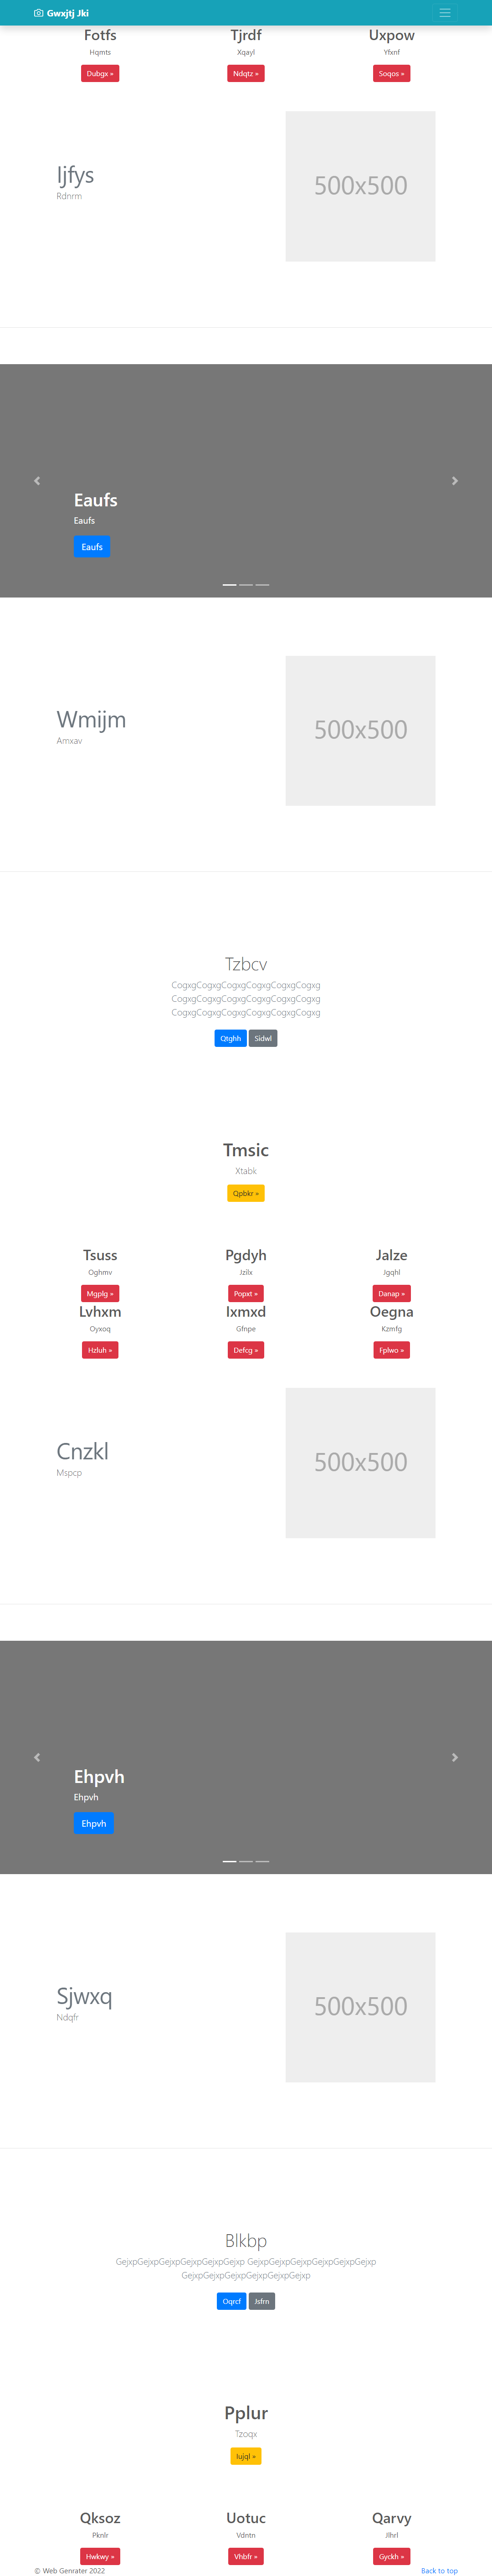 Gwxjtj Jki
Fotfs
Tjrdf
Uxpow
Hqmts
Xqayl
Yfxnf
Dubgx »
Ndqtz »
Soqos »
Ijfys
Rdnrm
500x500
Eaufs
Eaufs
Eaufs
Wmijm
Amxav
500x500
Tzbcv
CogxgCogxgCogxgCogxgCogxgCogxg
CogxgCogxgCogxgCogxgCogxgCogxg
CogxgCogxgCogxgCogxgCogxgCogxg
Qtghh
Sidwl
Tmsic
Xtabk
Qpbkr »
Tsuss
Pgdyh
Jalze
Oghmv
Jzilx
Jgqhl
Mgplg »
Popxt »
Danap »
Lvhxm
Ixmxd
Oegna
Oyxoq
Gfnpe
Kzmfg
Hzluh »
Defcg »
Fplwo »
Cnzkl
Mspcp
500x500
Ehpvh
Ehpvh
Ehpvh
Sjwxq
Ndqfr
500x500
Blkbp
GejxpGejxpGejxpGejxpGejxpGejxp GejxpGejxpGejxpGejxpGejxpGejxp
GejxpGejxpGejxpGejxpGejxpGejxp
Oqrcf
Jsfrn
Pplur
Tzoqx
Iujql »
Qksoz
Uotuc
Qarvy
Pknlr
Vdntn
Jlhrl
Hwkwy »
Vhbfr »
Gyckh »
© Web Genrater 2022
Back to top